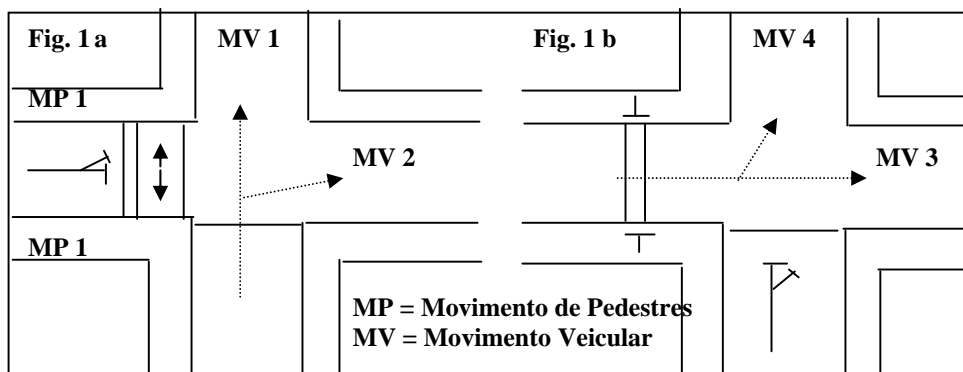 Fig. 1 a
MV 1
Fig. 1 b
MV 4
MP 1
MV 2
MV 3
MP 1
MP = Movimento de Pedestres
MV = Movimento Veicular